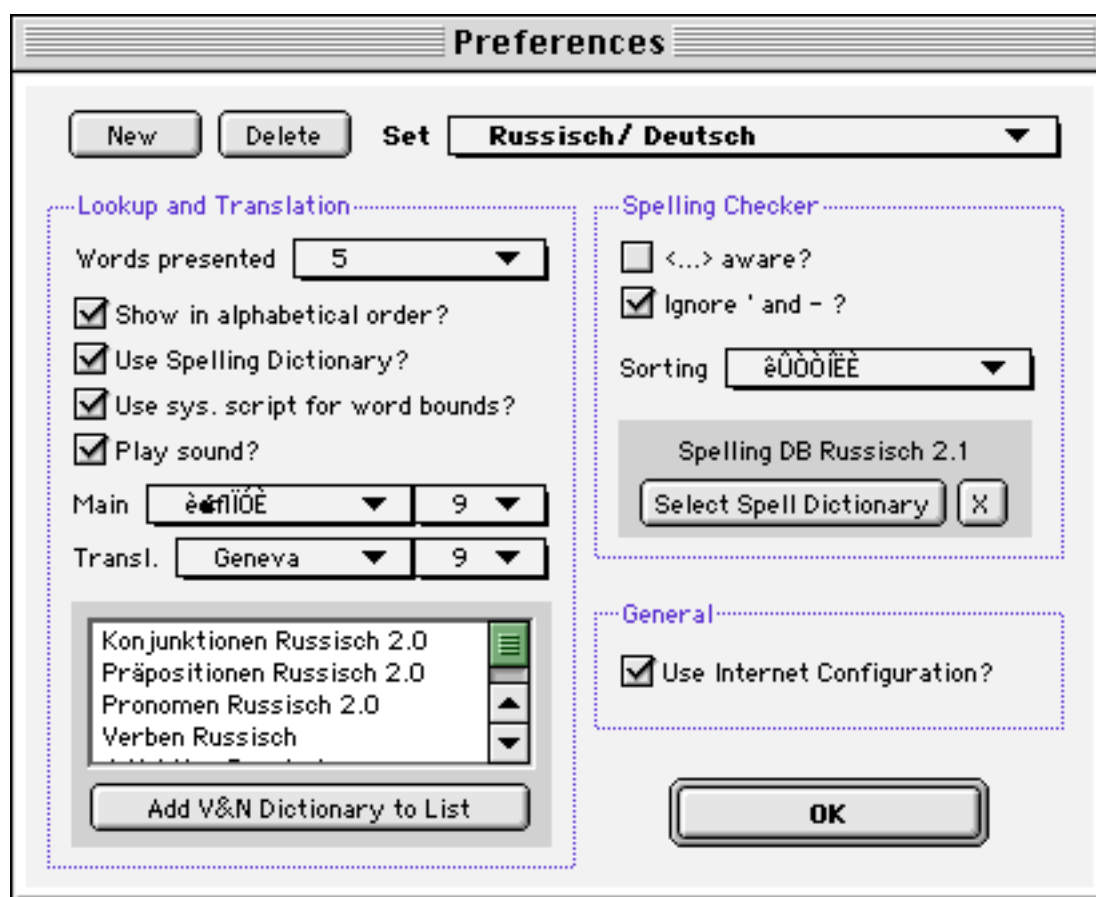 Preferences
New Delete Set Russisch/ Deutsch
Lookup and Translation
Words presented 5
Show in alphabetical order?
Use Spelling Dictionary?
Use sys. script for word bounds?
Play sound?
Main 9
Transl. Geneva 9
Konjunktionen Russisch 2.0
Präpositionen Russisch 2.0
Pronomen Russisch 2.0
Verben Russisch
Add V&N Dictionary to List
Spelling Checker
<...> aware?
Ignore ' and - ?
Sorting êÛÒÒÍËÈ
Spelling DB Russisch 2.1
Select Spell Dictionary X
General
Use Internet Configuration?
OK